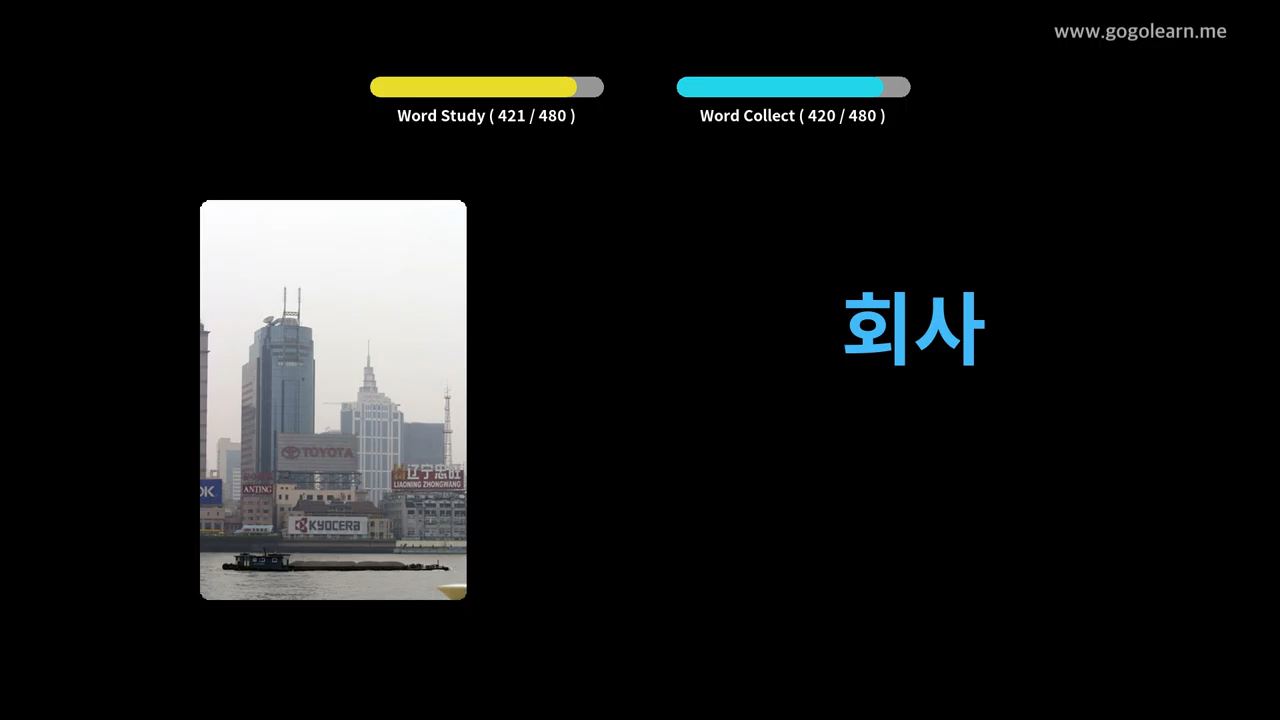 www.gogolearn.me
Word Study ( 421 / 480 )
Word Collect ( 420 / 480 )
회사
TOYOTA
辽宁忠旺
LIAONING ZHONGWANG
OK
ANTING
KYOCERA